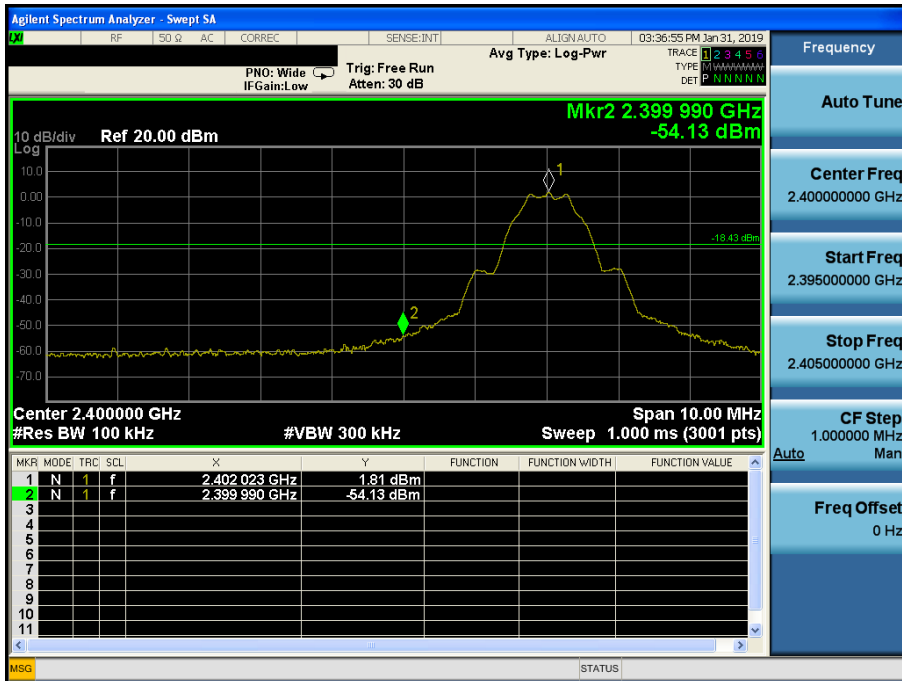 Agilent Spectrum Analyzer - Swept SA
LXI RF 50 Ω AC CORREC SENSE:INT ALIGN AUTO 03:36:55 PM Jan 31, 2019
Avg Type: Log-Pwr
TRACE 1 2 3 4 5 6
PNO: Wide
Trig: Free Run
TYPE M WWWWW
IFGain:Low
Atten: 30 dB
DET P N N N N N
Mkr2 2.399 990 GHz
-54.13 dBm
10 dB/div Ref 20.00 dBm
Log
10.0
0.00
-10.0
-20.0
-30.0
-40.0
-50.0
-60.0
-70.0
1
-18.43 dBm
2
Center 2.400000 GHz Span 10.00 MHz
#Res BW 100 kHz #VBW 300 kHz Sweep 1.000 ms (3001 pts)
MKR MODE TRC SCL X Y FUNCTION FUNCTION WIDTH FUNCTION VALUE
1 N 1 f 2.402 023 GHz 1.81 dBm
2 N 1 f 2.399 990 GHz -54.13 dBm
3
4
5
6
7
8
9
10
11
MSG STATUS
Frequency
Auto Tune
Center Freq
2.400000000 GHz
Start Freq
2.395000000 GHz
Stop Freq
2.405000000 GHz
CF Step
1.000000 MHz
Auto Man
Freq Offset
0 Hz